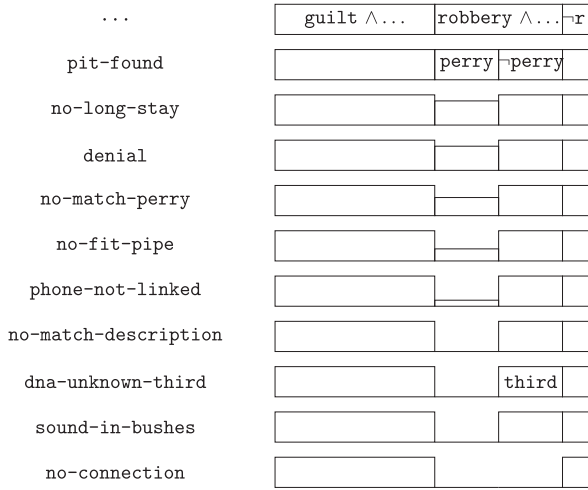 ... guilt ∧... robbery ∧... ¬r
pit-found perry ¬perry
no-long-stay
denial
no-match-perry
no-fit-pipe
phone-not-linked
no-match-description
dna-unknown-third third
sound-in-bushes
no-connection